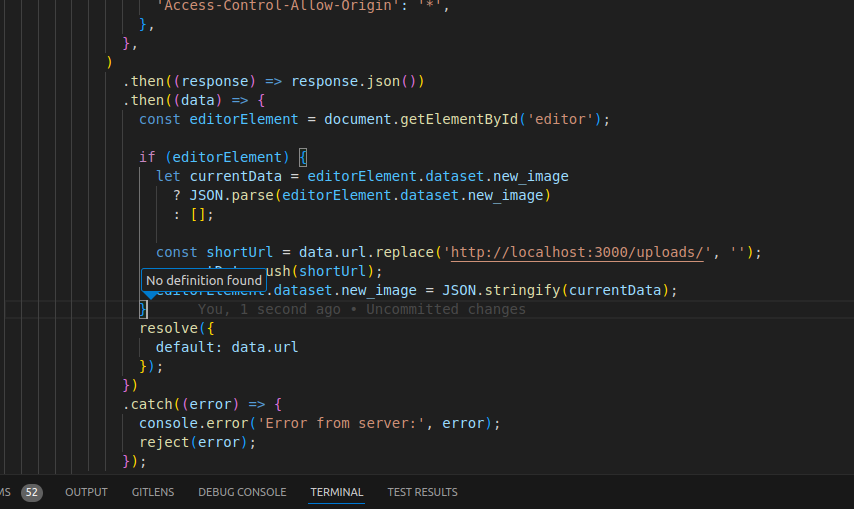 'Access-Control-Allow-Origin': '*',
},
},
)
.then((response) => response.json())
.then((data) => {
const editorElement = document.getElementById('editor');
if (editorElement) {
let currentData = editorElement.dataset.new_image
? JSON.parse(editorElement.dataset.new_image)
: [];
const shortUrl = data.url.replace('http://localhost:3000/uploads/', '');
ush(shortUrl);
No definition found
.dataset.new_image = JSON.stringify(currentData);
} You, 1 second ago • Uncommitted changes
resolve({
default: data.url
});
})
.catch((error) => {
console.error('Error from server:', error);
reject(error);
});
MS 52 OUTPUT GITLENS DEBUG CONSOLE TERMINAL TEST RESULTS